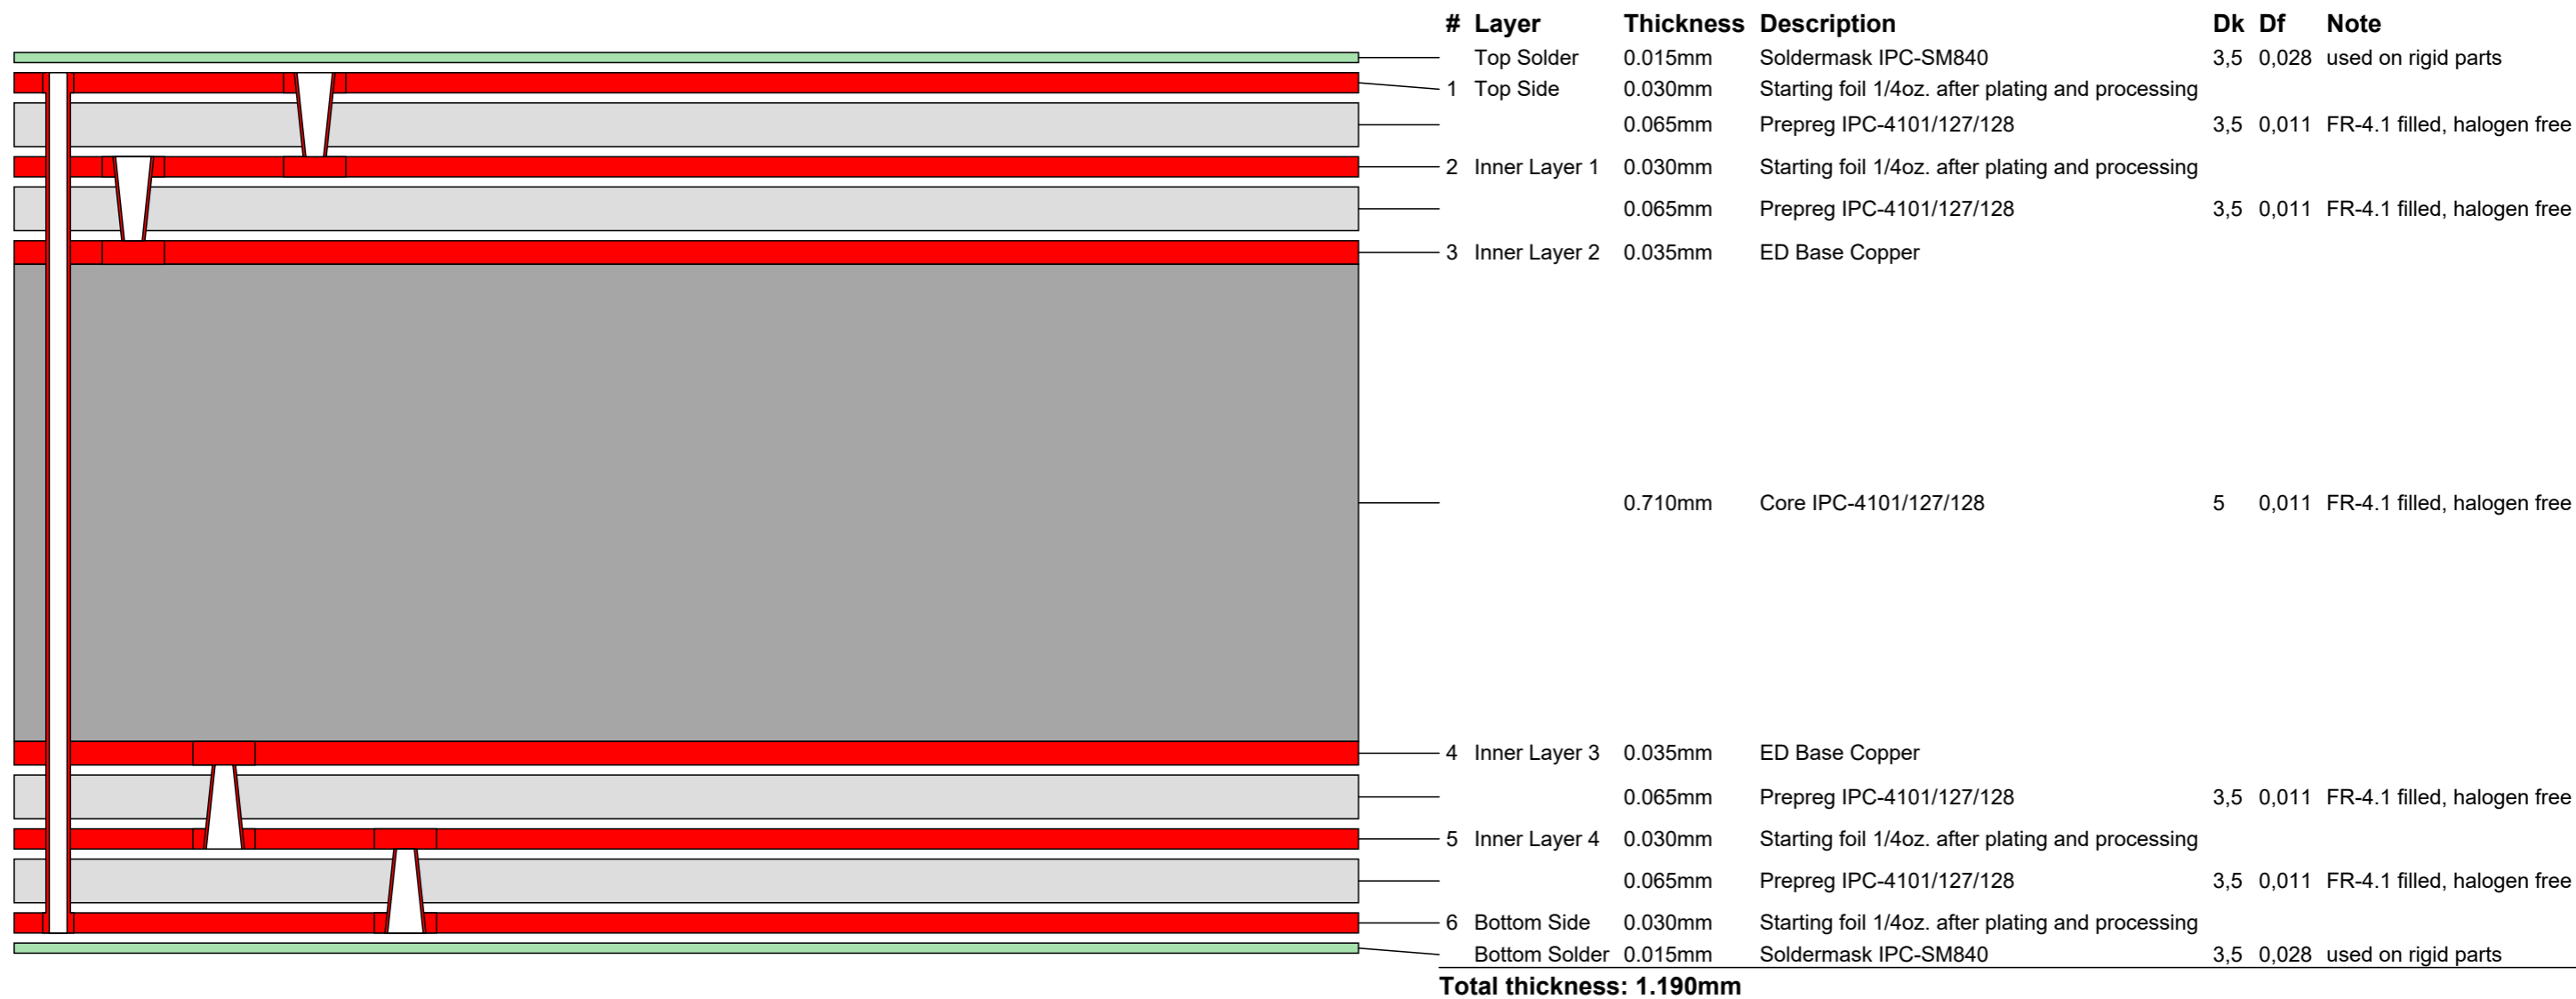 # Layer Thickness Description Dk Df Note
Top Solder 0.015mm Soldermask IPC-SM840 3,5 0,028 used on rigid parts
1 Top Side 0.030mm Starting foil 1/4oz. after plating and processing
0.065mm Prepreg IPC-4101/127/128 3,5 0,011 FR-4.1 filled, halogen free
2 Inner Layer 1 0.030mm Starting foil 1/4oz. after plating and processing
0.065mm Prepreg IPC-4101/127/128 3,5 0,011 FR-4.1 filled, halogen free
3 Inner Layer 2 0.035mm ED Base Copper
0.710mm Core IPC-4101/127/128 5 0,011 FR-4.1 filled, halogen free
4 Inner Layer 3 0.035mm ED Base Copper
0.065mm Prepreg IPC-4101/127/128 3,5 0,011 FR-4.1 filled, halogen free
5 Inner Layer 4 0.030mm Starting foil 1/4oz. after plating and processing
0.065mm Prepreg IPC-4101/127/128 3,5 0,011 FR-4.1 filled, halogen free
6 Bottom Side 0.030mm Starting foil 1/4oz. after plating and processing
Bottom Solder 0.015mm Soldermask IPC-SM840 3,5 0,028 used on rigid parts
Total thickness: 1.190mm